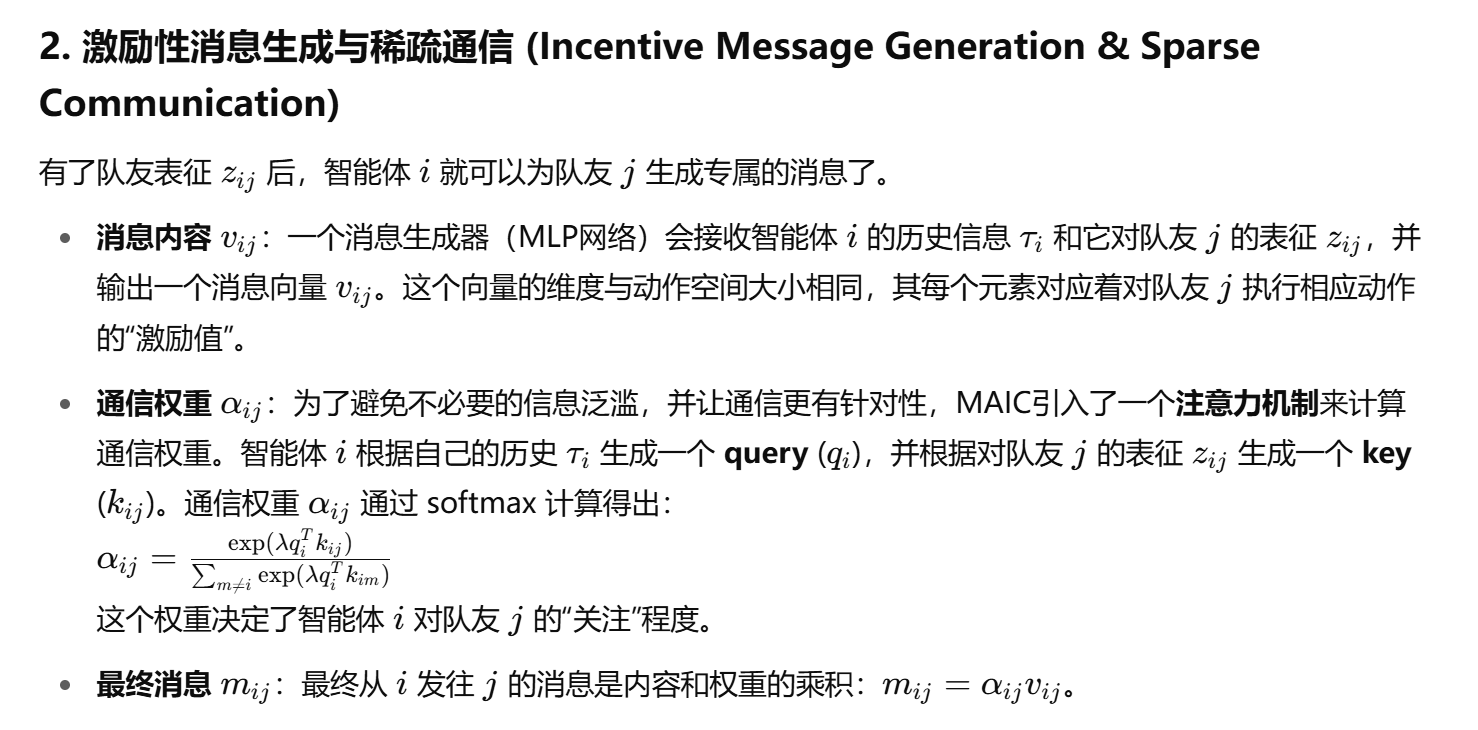 2. 激励性消息生成与稀疏通信 (Incentive Message Generation & Sparse
Communication)
有了队友表征 $z_{ij}$ 后，智能体 $i$ 就可以为队友 $j$ 生成专属的消息了。
• 消息内容 $v_{ij}$：一个消息生成器（MLP网络）会接收智能体 $i$ 的历史信息 $\tau_i$ 和它对队友 $j$ 的表征 $z_{ij}$，并
输出一个消息向量 $v_{ij}$。这个向量的维度与动作空间大小相同，其每个元素对应着对队友 $j$ 执行相应动作
的“激励值”。
• 通信权重 $\alpha_{ij}$：为了避免不必要的信息泛滥，并让通信更有针对性，MAIC引入了一个注意力机制来计算
通信权重。智能体 $i$ 根据自己的历史 $\tau_i$ 生成一个 query ($q_i$)，并根据对队友 $j$ 的表征 $z_{ij}$ 生成一个 key
($k_{ij}$)。通信权重 $\alpha_{ij}$ 通过 softmax 计算得出：
$\alpha_{ij} = \frac{\exp(\lambda q_i^T k_{ij})}{\sum_{m \neq i} \exp(\lambda q_i^T k_{im})}$
这个权重决定了智能体 $i$ 对队友 $j$ 的“关注”程度。
• 最终消息 $m_{ij}$：最终从 $i$ 发往 $j$ 的消息是内容和权重的乘积：$m_{ij} = \alpha_{ij} v_{ij}$。